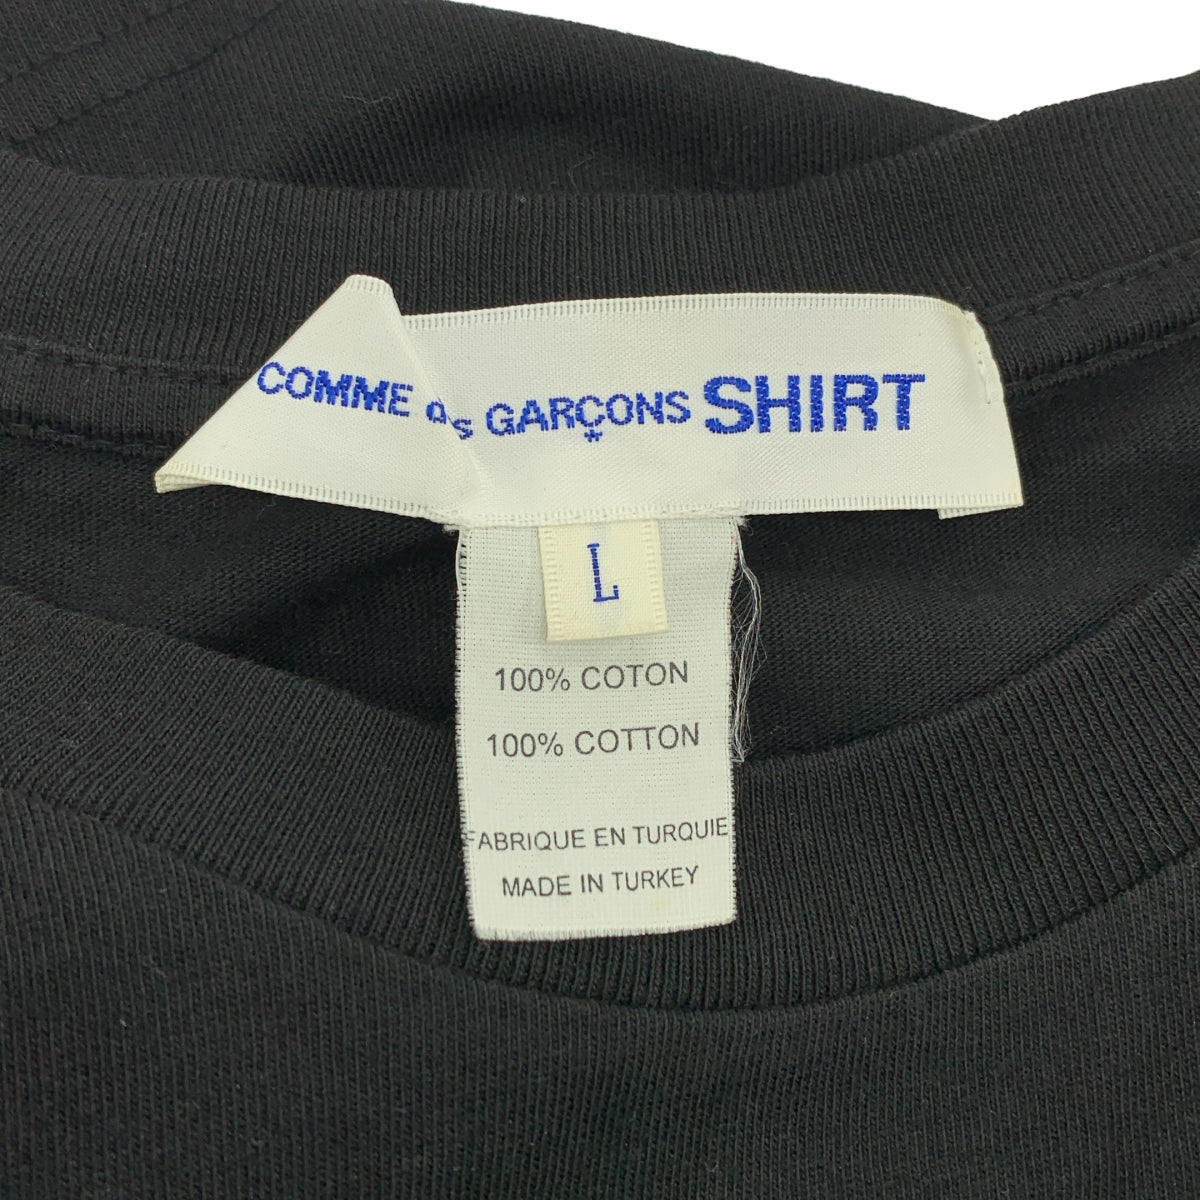 COMME des GARÇONS SHIRT
L
100% COTON
100% COTTON
FABRIQUE EN TURQUIE
MADE IN TURKEY